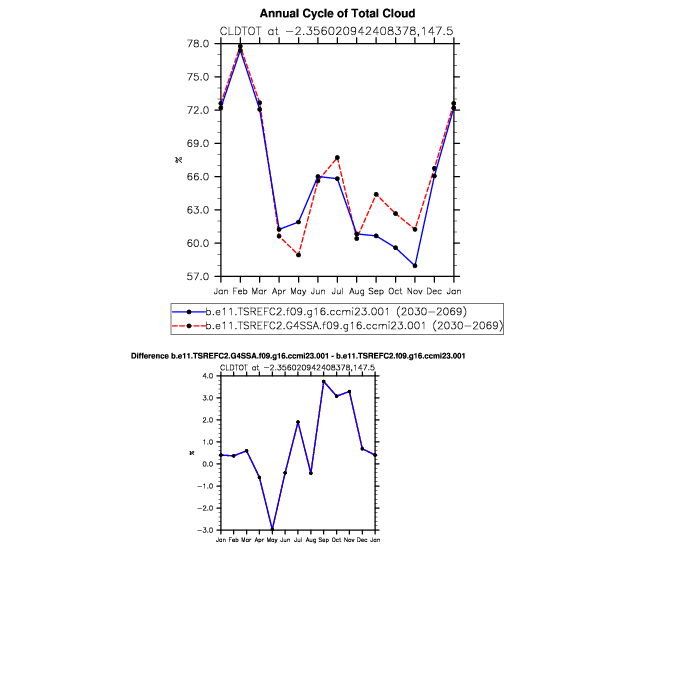 Annual Cycle of Total Cloud
CLDTOT at −2.356020942408378,147.5
78.0
75.0
72.0
69.0
66.0
63.0
60.0
57.0
%
Jan Feb Mar Apr May Jun Jul Aug Sep Oct Nov Dec Jan
b.e11.TSREFC2.f09.g16.ccmi23.001 (2030−2069)
b.e11.TSREFC2.G4SSA.f09.g16.ccmi23.001 (2030−2069)
Difference b.e11.TSREFC2.G4SSA.f09.g16.ccmi23.001 - b.e11.TSREFC2.f09.g16.ccmi23.001
CLDTOT at −2.356020942408378,147.5
4.0
3.0
2.0
1.0
0.0
−1.0
−2.0
−3.0
%
Jan Feb Mar Apr May Jun Jul Aug Sep Oct Nov Dec Jan